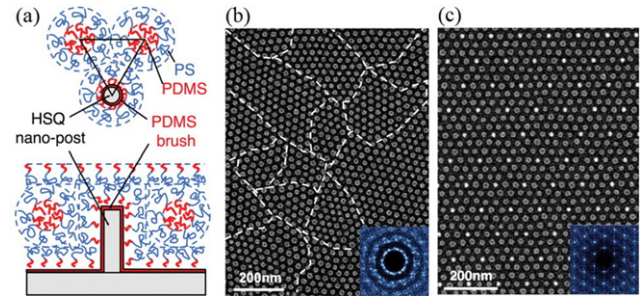 (a)
PS
PDMS
HSQ
nano-post
PDMS
brush
(b)
200nm
(c)
200nm